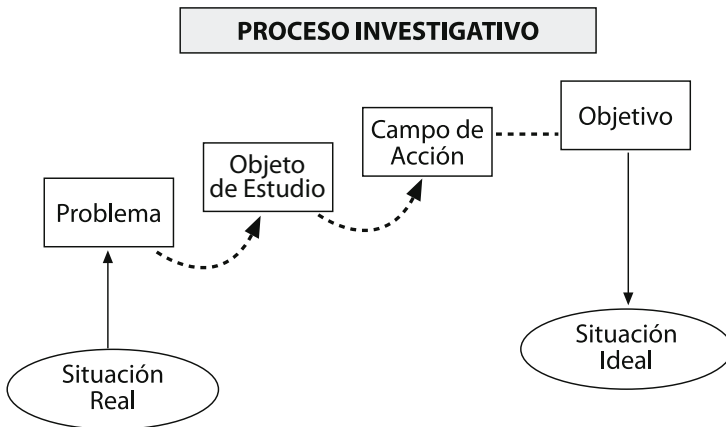 PROCESO INVESTIGATIVO
Problema
Objeto
de Estudio
Campo de
Acción
Objetivo
Situación
Real
Situación
Ideal